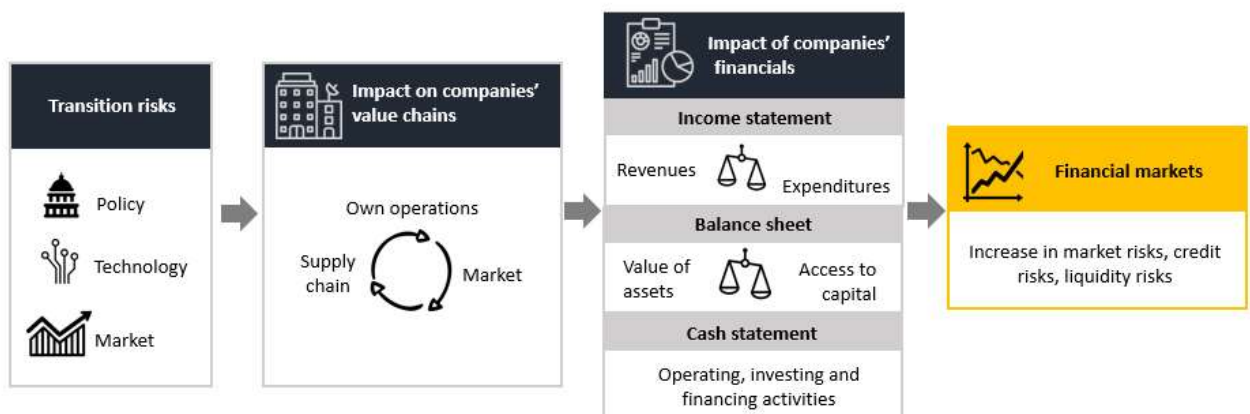 Transition risks
Policy
Technology
Market
Impact on companies'
value chains
Own operations
Supply
chain
Market
Impact of companies'
financials
Income statement
Revenues
Expenditures
Balance sheet
Value of
assets
Access to
capital
Cash statement
Operating, investing and
financing activities
Financial markets
Increase in market risks, credit
risks, liquidity risks